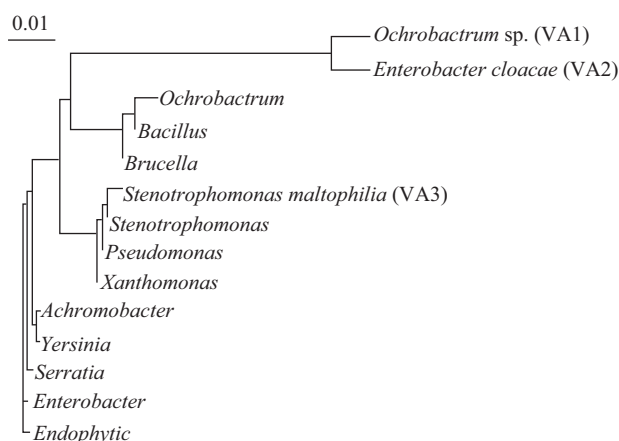 0.01
Ochrobactrum sp. (VA1)
Enterobacter cloacae (VA2)
Ochrobactrum
Bacillus
Brucella
Stenotrophomonas maltophilia (VA3)
Stenotrophomonas
Pseudomonas
Xanthomonas
Achromobacter
Yersinia
Serratia
Enterobacter
Endophytic